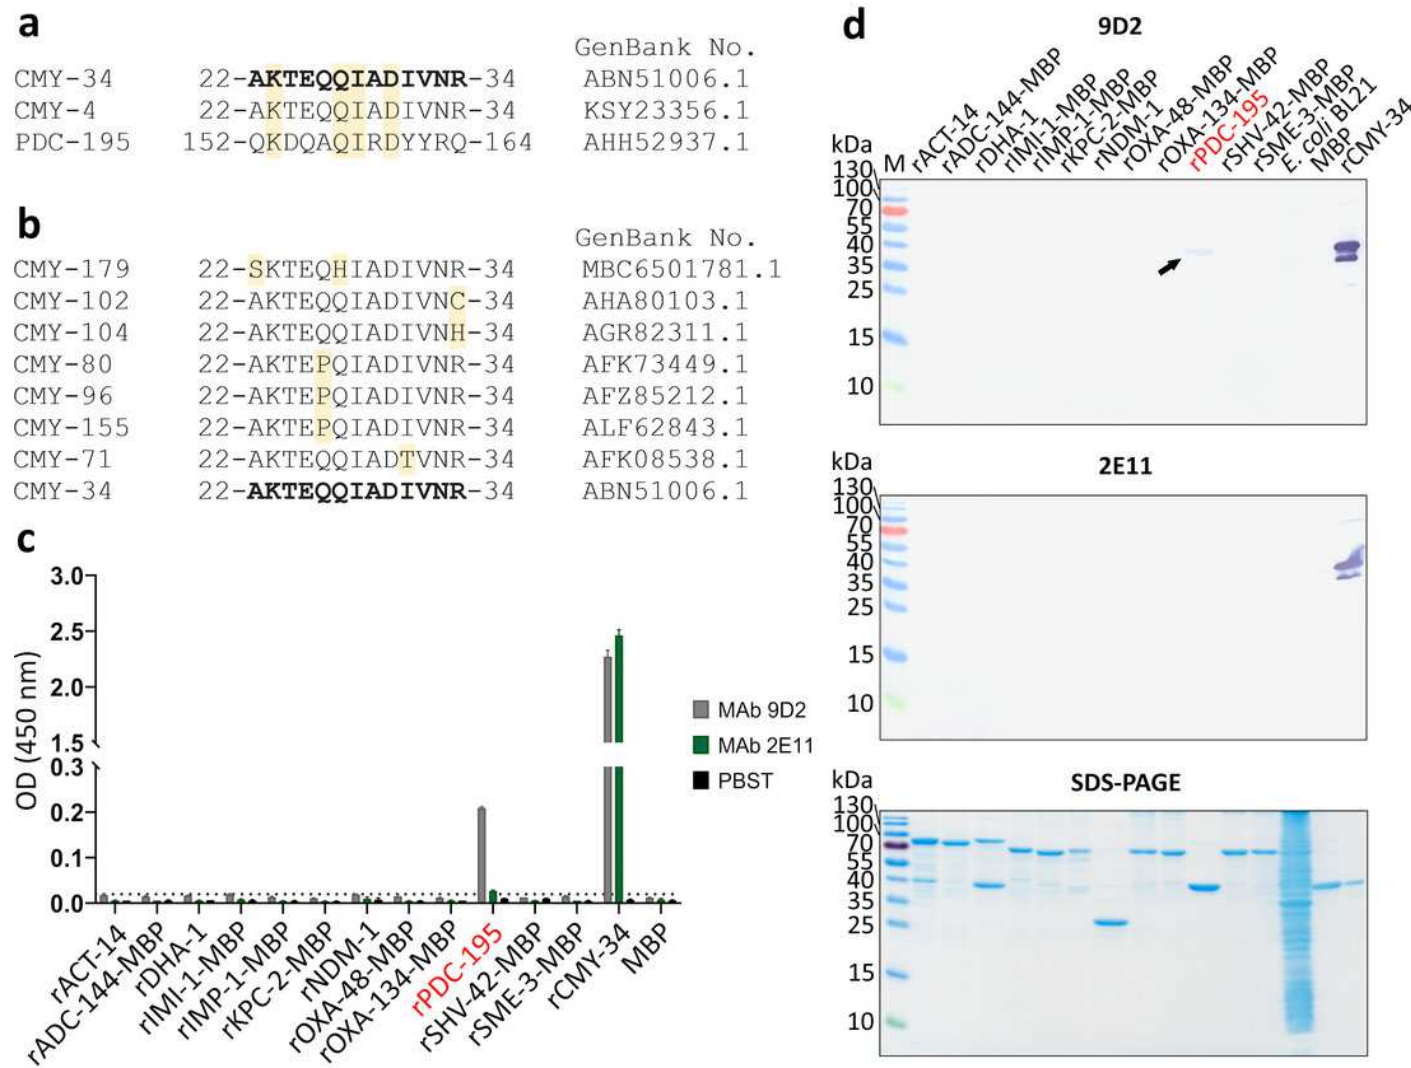 a
GenBank No.
CMY-34 22-AKTEQQIADIVNR-34 ABN51006.1
CMY-4 22-AKTEQQIADIVNR-34 KSY23356.1
PDC-195 152-QKDQAQIRDYYRQ-164 AHH52937.1
b
GenBank No.
CMY-179 22-SKTEQHIADIVNR-34 MBC6501781.1
CMY-102 22-AKTEQQIADIVNC-34 AHA80103.1
CMY-104 22-AKTEQQIADIVNH-34 AGR82311.1
CMY-80 22-AKTEPQIADIVNR-34 AFK73449.1
CMY-96 22-AKTEPQIADIVNR-34 AFZ85212.1
CMY-155 22-AKTEPQIADIVNR-34 ALF62843.1
CMY-71 22-AKTEQQIADTVNR-34 AFK08538.1
CMY-34 22-AKTEQQIADIVNR-34 ABN51006.1
c
OD (450 nm)
3.0
2.5
2.0
1.5
0.3
0.2
0.1
0.0
MAb 9D2
MAb 2E11
PBST
rACT-14
rADC-144-MBP
rDHA-1
rIMI-1-MBP
rIMP-1-MBP
rKPC-2-MBP
rNDM-1
rOXA-48-MBP
rOXA-134-MBP
rPDC-195
rSHV-42-MBP
rSME-3-MBP
rCMY-34
MBP
d
9D2
kDa
M
rACT-14
rADC-144-MBP
rDHA-1
rIMI-1-MBP
rIMP-1-MBP
rKPC-2-MBP
rNDM-1
rOXA-48-MBP
rOXA-134-MBP
rPDC-195
rSHV-42-MBP
rSME-3-MBP
E. coli BL21
MBP
rCMY-34
130
100
70
55
40
35
25
15
10
2E11
kDa
130
100
70
55
40
35
25
15
10
SDS-PAGE
kDa
130
100
70
55
40
35
25
15
10